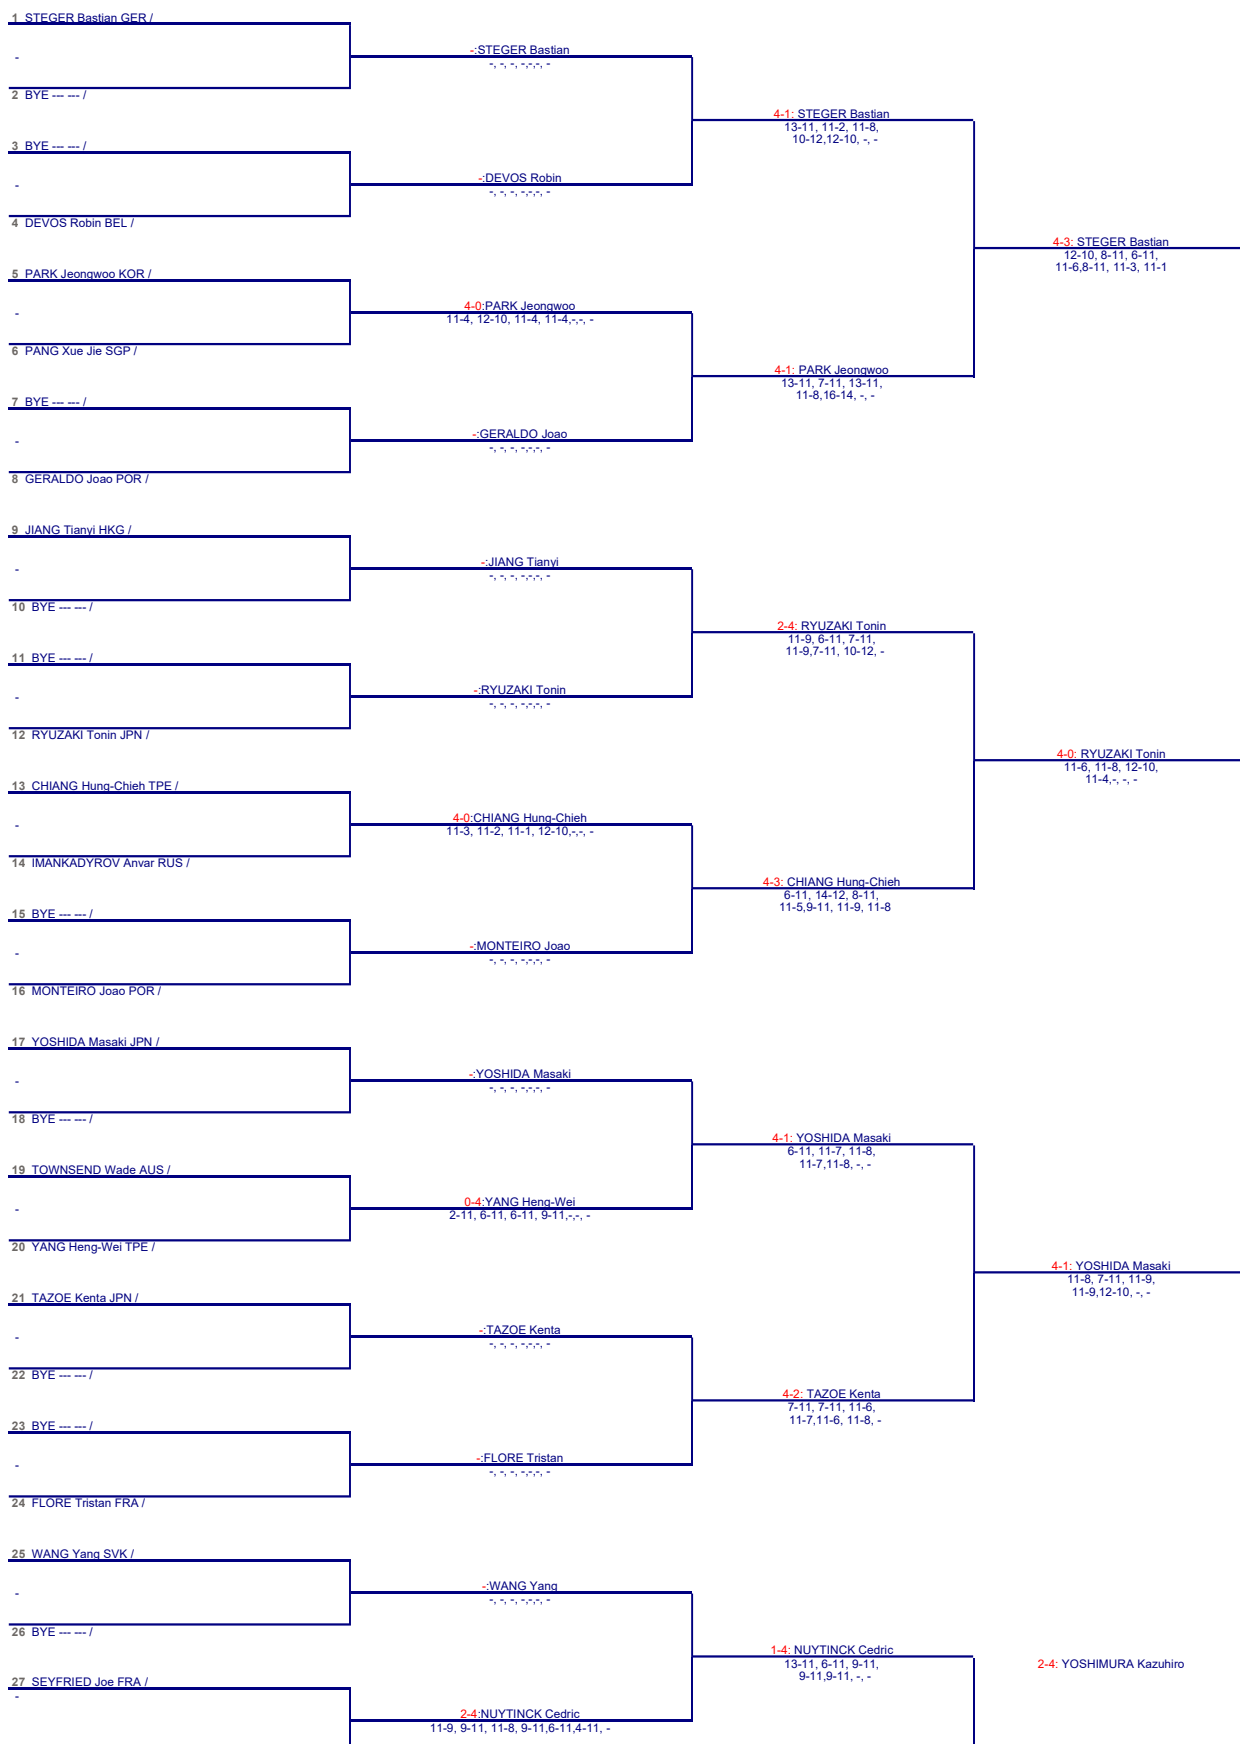 1 STEGER Bastian GER /
-
2 BYE --- --- /
3 BYE --- --- /
-
4 DEVOS Robin BEL /
5 PARK Jeongwoo KOR /
-
6 PANG Xue Jie SGP /
7 BYE --- --- /
-
8 GERALDO Joao POR /
9 JIANG Tianyi HKG /
-
10 BYE --- --- /
11 BYE --- --- /
-
12 RYUZAKI Tonin JPN /
13 CHIANG Hung-Chieh TPE /
-
14 IMANKADYROV Anvar RUS /
15 BYE --- --- /
-
16 MONTEIRO Joao POR /
17 YOSHIDA Masaki JPN /
-
18 BYE --- --- /
19 TOWNSEND Wade AUS /
-
20 YANG Heng-Wei TPE /
21 TAZOE Kenta JPN /
-
22 BYE --- --- /
23 BYE --- --- /
-
24 FLORE Tristan FRA /
25 WANG Yang SVK /
-
26 BYE --- --- /
27 SEYFRIED Joe FRA /
-
-:STEGER Bastian
-, -, -, -,-,-, -
-:DEVOS Robin
-, -, -, -,-,-, -
4-0:PARK Jeongwoo
11-4, 12-10, 11-4, 11-4,-,-, -
-:GERALDO Joao
-, -, -, -,-,-, -
-:JIANG Tianyi
-, -, -, -,-,-, -
-:RYUZAKI Tonin
-, -, -, -,-,-, -
4-0:CHIANG Hung-Chieh
11-3, 11-2, 11-1, 12-10,-,-, -
-:MONTEIRO Joao
-, -, -, -,-,-, -
-:YOSHIDA Masaki
-, -, -, -,-,-, -
0-4:YANG Heng-Wei
2-11, 6-11, 6-11, 9-11,-,-, -
-:TAZOE Kenta
-, -, -, -,-,-, -
-:FLORE Tristan
-, -, -, -,-,-, -
-:WANG Yang
-, -, -, -,-,-, -
2-4:NUYTINCK Cedric
11-9, 9-11, 11-8, 9-11,6-11,4-11, -
4-1: STEGER Bastian
13-11, 11-2, 11-8,
10-12,12-10, -, -
4-1: PARK Jeongwoo
13-11, 7-11, 13-11,
11-8,16-14, -, -
2-4: RYUZAKI Tonin
11-9, 6-11, 7-11,
11-9,7-11, 10-12, -
4-3: CHIANG Hung-Chieh
6-11, 14-12, 8-11,
11-5,9-11, 11-9, 11-8
4-1: YOSHIDA Masaki
6-11, 11-7, 11-8,
11-7,11-8, -, -
4-2: TAZOE Kenta
7-11, 7-11, 11-6,
11-7,11-6, 11-8, -
1-4: NUYTINCK Cedric
13-11, 6-11, 9-11,
9-11,9-11, -, -
4-3: STEGER Bastian
12-10, 8-11, 6-11,
11-6,8-11, 11-3, 11-1
4-0: RYUZAKI Tonin
11-6, 11-8, 12-10,
11-4,-, -, -
4-1: YOSHIDA Masaki
11-8, 7-11, 11-9,
11-9,12-10, -, -
2-4: YOSHIMURA Kazuhiro